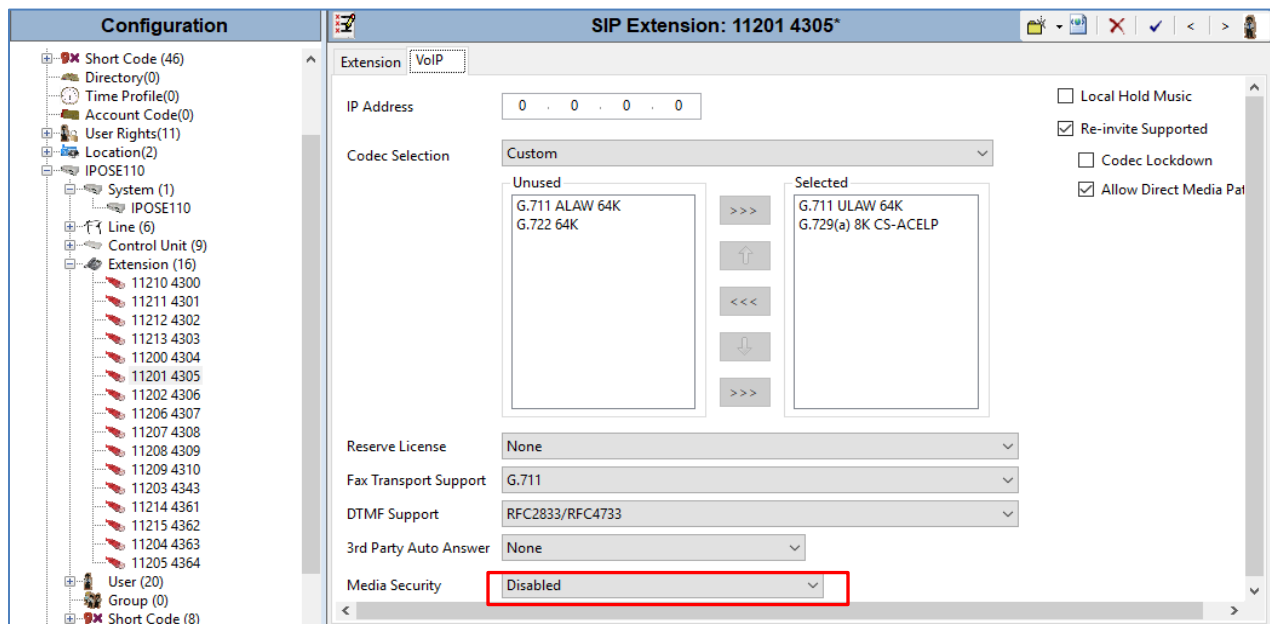 Configuration
Short Code (46)
Directory(0)
Time Profile(0)
Account Code(0)
User Rights(11)
Location(2)
IPOSE110
System (1)
IPOSE110
Line (6)
Control Unit (9)
Extension (16)
11210 4300
11211 4301
11212 4302
11213 4303
11200 4304
11201 4305
11202 4306
11206 4307
11207 4308
11208 4309
11209 4310
11203 4343
11214 4361
11215 4362
11204 4363
11205 4364
User (20)
Group (0)
Short Code (8)
SIP Extension: 11201 4305*
Extension VoIP
IP Address 0 . 0 . 0 . 0
Codec Selection Custom
Unused
G.711 ALAW 64K
G.722 64K
>>>
<<<
>>>
Selected
G.711 ULAW 64K
G.729(a) 8K CS-ACELP
Reserve License None
Fax Transport Support G.711
DTMF Support RFC2833/RFC4733
3rd Party Auto Answer None
Media Security Disabled
Local Hold Music
Re-invite Supported
Codec Lockdown
Allow Direct Media Pat